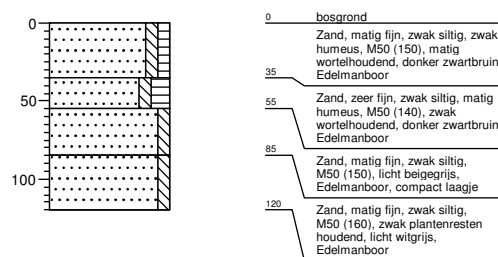 0
50
100
0 bosgrond
Zand, matig fijn, zwak siltig, zwak
humeus, M50 (150), matig
wortelhoudend, donker zwartbruin,
35 Edelmanboor
Zand, zeer fijn, zwak siltig, matig
55 humeus, M50 (140), zwak
wortelhoudend, donker zwartbruin,
Edelmanboor
85
Zand, matig fijn, zwak siltig,
M50 (150), licht beigegrijs,
Edelmanboor, compact laagje
120
Zand, matig fijn, zwak siltig,
M50 (160), zwak plantenresten
houdend, licht witgrijs,
Edelmanboor